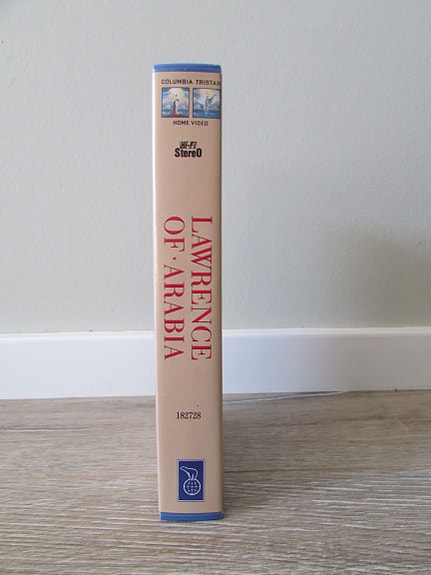 COLUMBIA TRISTAR
HOME VIDEO
Hi-Fi
StereO
LAWRENCE
OF·ARABIA
182728